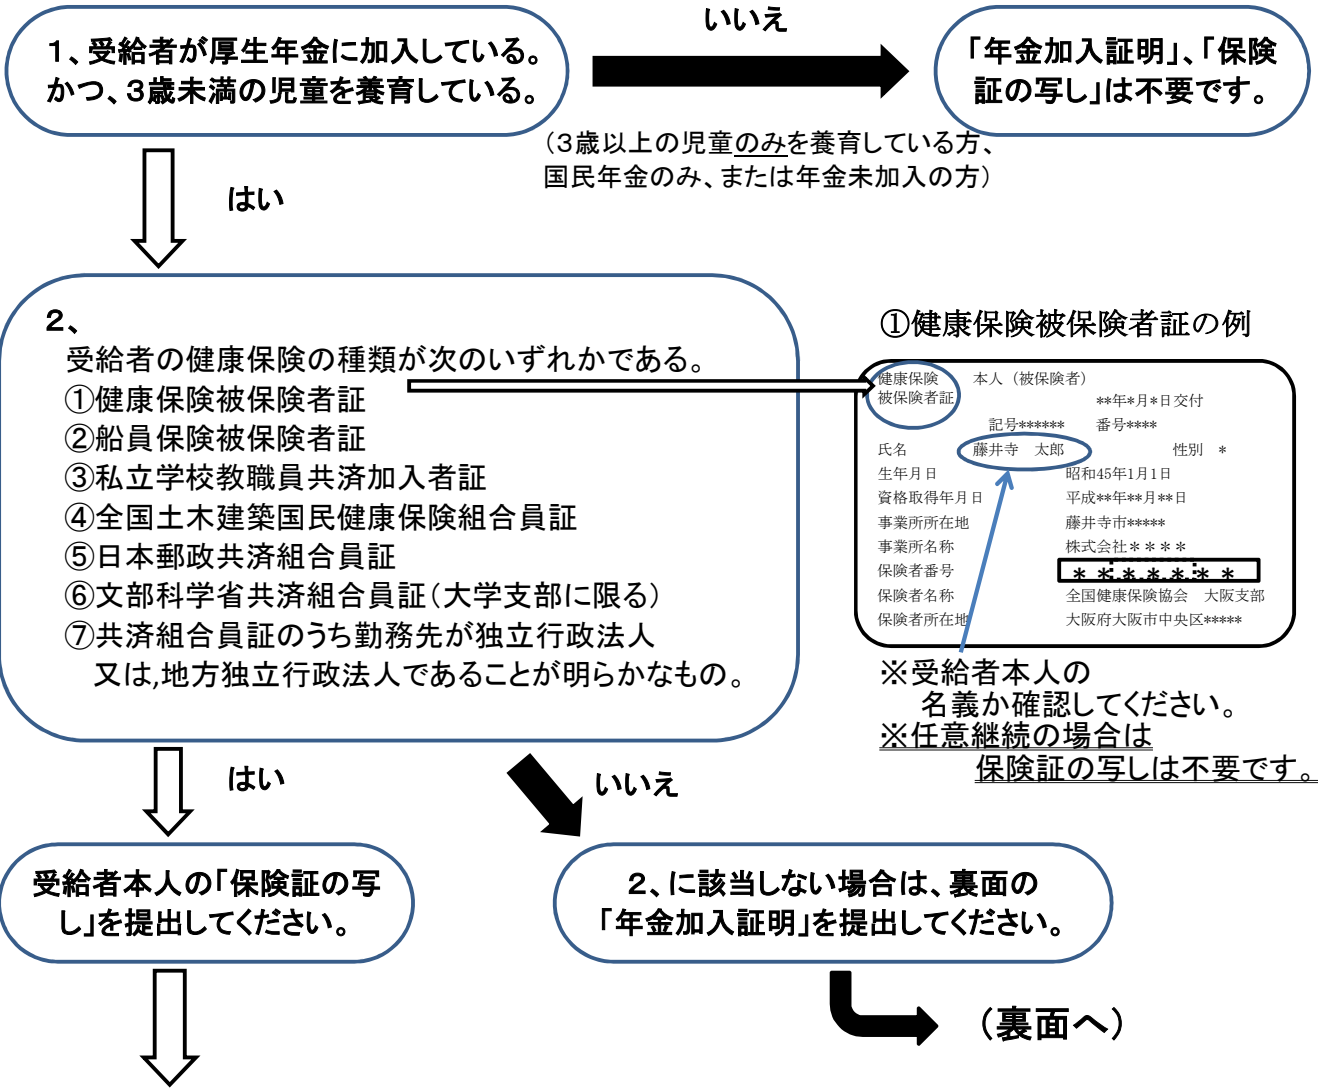 １、受給者が厚生年金に加入している。
かつ、３歳未満の児童を養育している。
いいえ
「年金加入証明」、「保険
証の写し」は不要です。
（３歳以上の児童のみを養育している方、
国民年金のみ、または年金未加入の方）
はい
２、
受給者の健康保険の種類が次のいずれかである。
①健康保険被保険者証
②船員保険被保険者証
③私立学校教職員共済加入者証
④全国土木建築国民健康保険組合員証
⑤日本郵政共済組合員証
⑥文部科学省共済組合員証（大学支部に限る）
⑦共済組合員証のうち勤務先が独立行政法人
又は,地方独立行政法人であることが明らかなもの。
①健康保険被保険者証の例
健康保険　本人（被保険者）
被保険者証
**年*月*日交付
記号******　番号****
氏名　藤井寺　太郎　性別　*
生年月日　昭和45年1月1日
資格取得年月日　平成**年**月**日
事業所所在地　藤井寺市*****
事業所名称　株式会社＊＊＊＊
保険者番号　＊＊＊＊＊＊＊
保険者名称　全国健康保険協会　大阪支部
保険者所在地　大阪府大阪市中央区*****
※受給者本人の
名義か確認してください。
※任意継続の場合は
保険証の写しは不要です。
はい
いいえ
受給者本人の「保険証の写
し」を提出してください。
２、に該当しない場合は、裏面の
「年金加入証明」を提出してください。
（裏面へ）